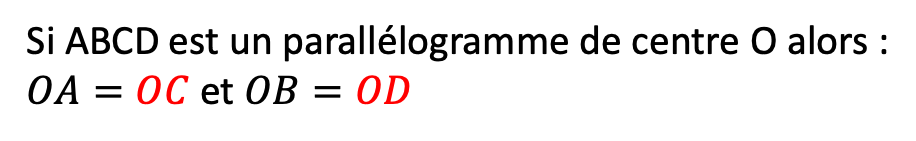 Si ABCD est un parallélogramme de centre O alors :
OA = OC et OB = OD